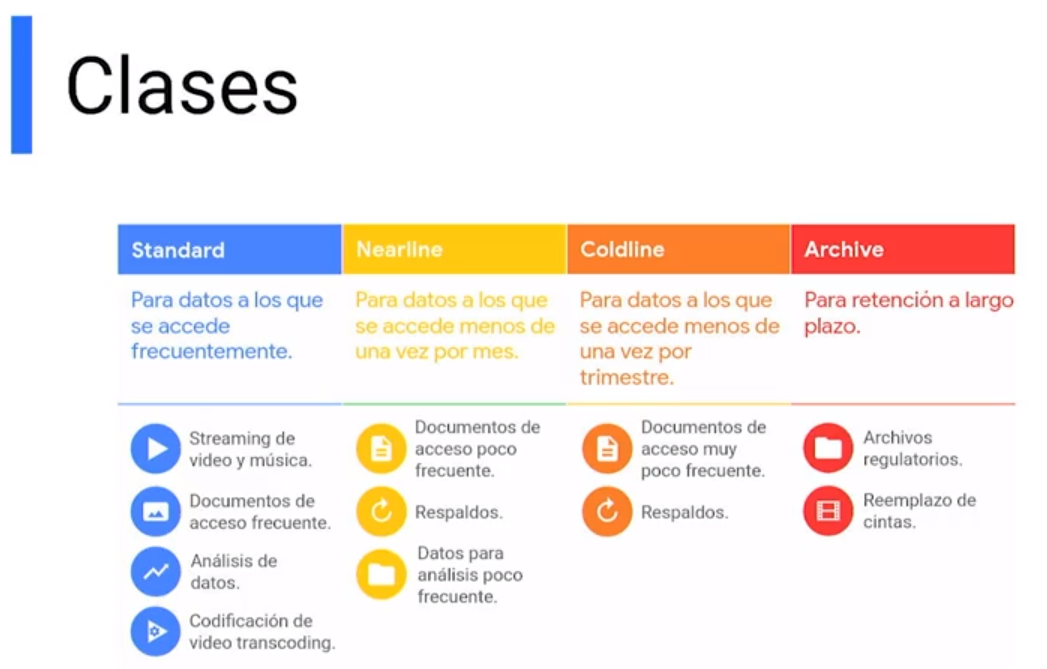 Clases
Standard
Para datos a los que
se accede
frecuentemente.
Streaming de
video y música.
Documentos de
acceso frecuente.
Análisis de
datos.
Codificación de
video transcoding.
Nearline
Para datos a los que
se accede menos de
una vez por mes.
Documentos de
acceso poco
frecuente.
Respaldos.
Datos para
análisis poco
frecuente.
Coldline
Para datos a los que
se accede menos de
una vez por
trimestre.
Documentos de
acceso muy
poco frecuente.
Respaldos.
Archive
Para retención a largo
plazo.
Archivos
regulatorios.
Reemplazo de
cintas.